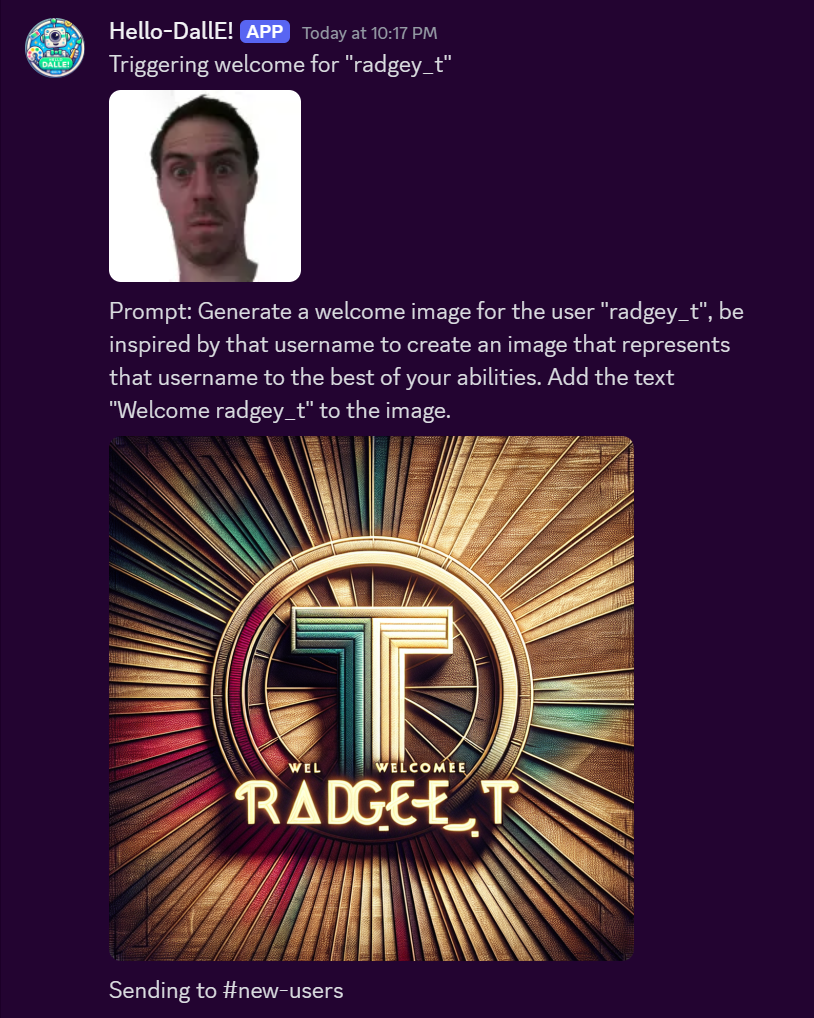 Hello-DallE! APP Today at 10:17 PM
DALLE!
Triggering welcome for "radgey_t"
Prompt: Generate a welcome image for the user "radgey_t", be
inspired by that username to create an image that represents
that username to the best of your abilities. Add the text
"Welcome radgey_t" to the image.
T
WEL WELCOMEE
RADGEE_T
Sending to #new-users